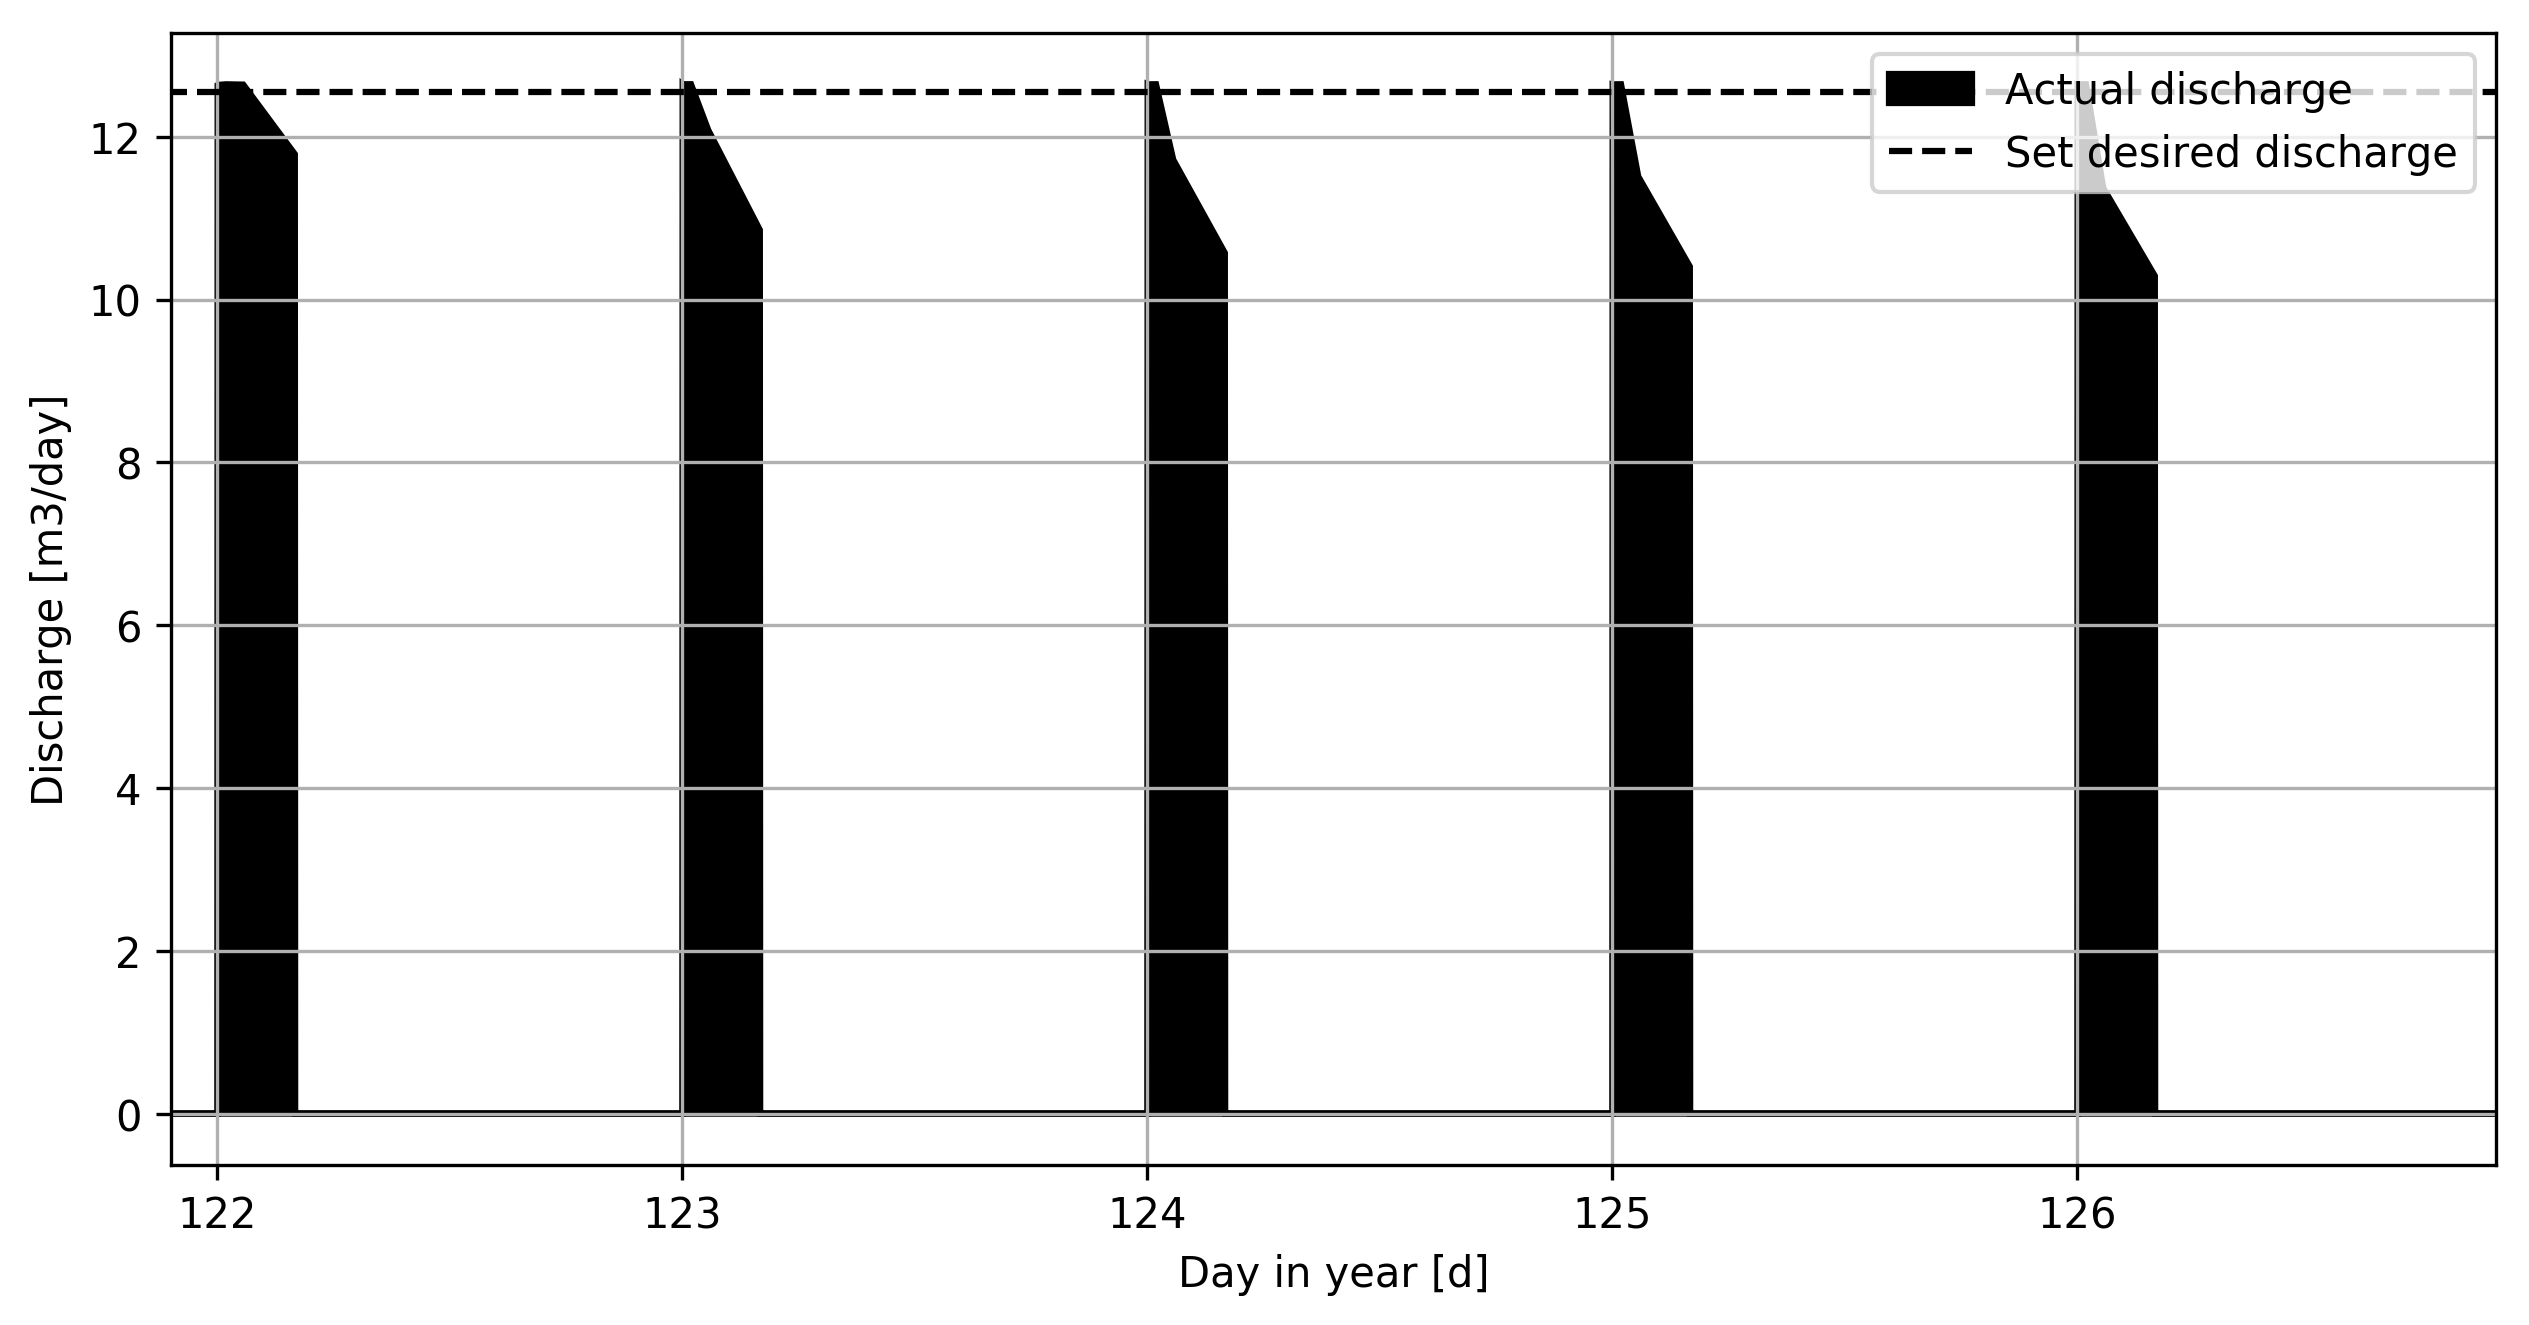 Actual discharge
Set desired discharge
12
10
8
6
4
2
0
Discharge [m3/day]
122 123 124 125 126
Day in year [d]